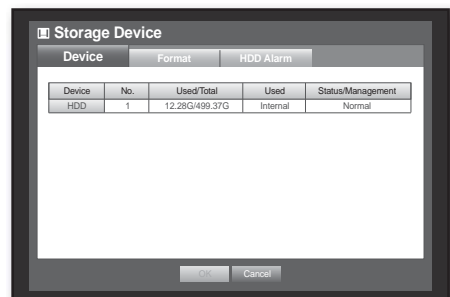 Storage Device
Device Format HDD Alarm
Device No. Used/Total Used Status/Management
HDD 1 12.28G/499.37G Internal Normal
OK Cancel